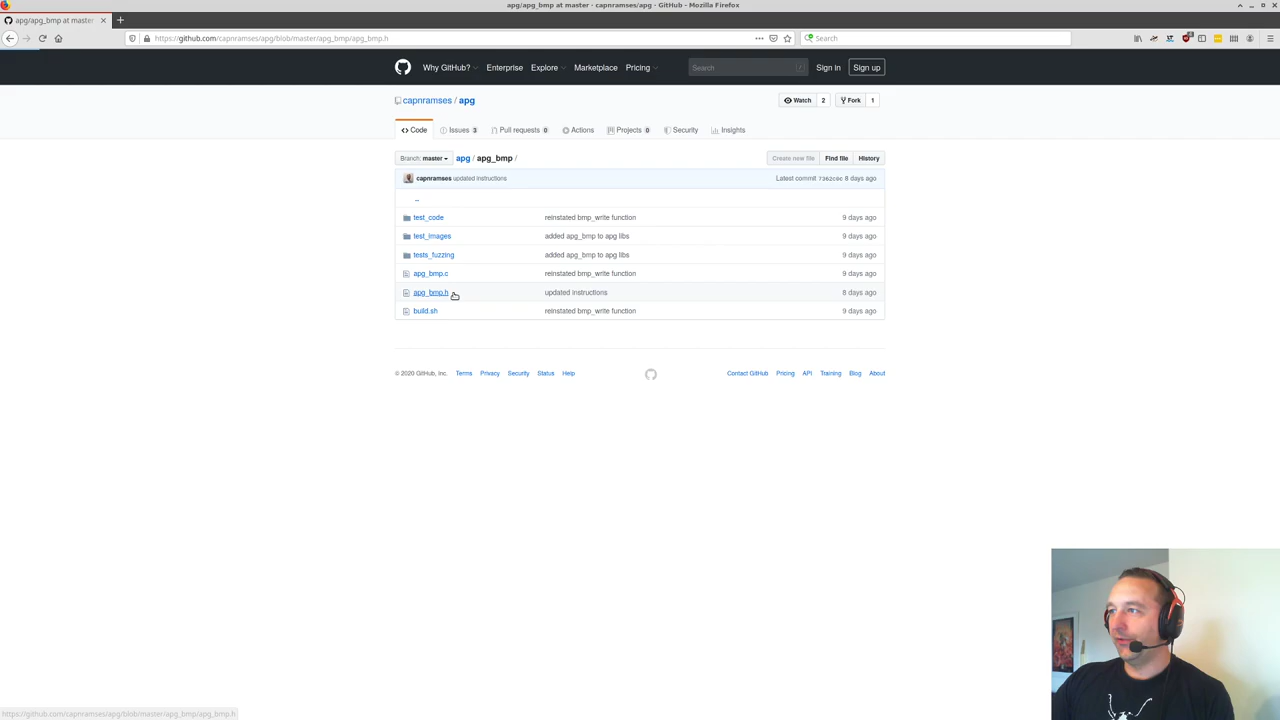 apg/apg_bmp at master · capnramses/apg · GitHub - Mozilla Firefox
apg/apg_bmp at master
https://github.com/capnramses/apg/blob/master/apg_bmp/apg_bmp.h
Search
Why GitHub? Enterprise Explore Marketplace Pricing Search / Sign in Sign up
capnramses / apg Watch 2 Fork 1
Code Issues 3 Pull requests 0 Actions Projects 0 Security Insights
Branch: master apg / apg_bmp / Create new file Find file History
capnramses updated instructions Latest commit 7362c8c 8 days ago
..
test_code reinstated bmp_write function 9 days ago
test_images added apg_bmp to apg libs 9 days ago
tests_fuzzing added apg_bmp to apg libs 9 days ago
apg_bmp.c reinstated bmp_write function 9 days ago
apg_bmp.h updated instructions 8 days ago
build.sh reinstated bmp_write function 9 days ago
© 2020 GitHub, Inc. Terms Privacy Security Status Help Contact GitHub Pricing API Training Blog About
https://github.com/capnramses/apg/blob/master/apg_bmp/apg_bmp.h